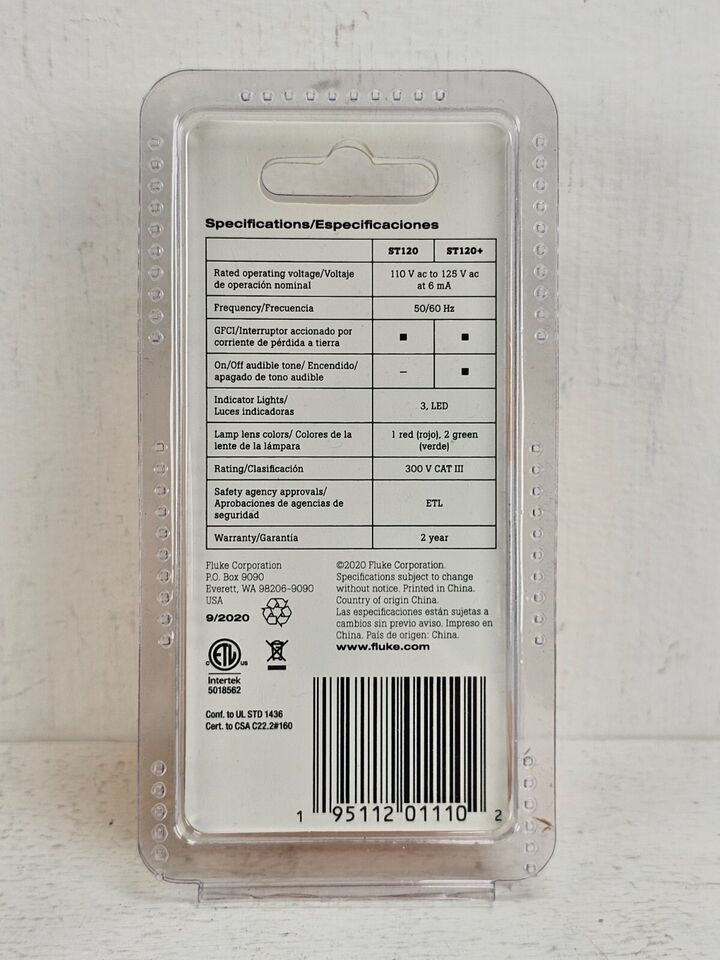 Specifications/Especificaciones
ST120 ST120+
Rated operating voltage/Voltaje
de operación nominal
110 V ac to 125 V ac
at 6 mA
Frequency/Frecuencia 50/60 Hz
GFCI/Interruptor accionado por
corriente de pérdida a tierra
■ ■
On/Off audible tone/ Encendido/
apagado de tono audible
– ■
Indicator Lights/
Luces indicadoras
3, LED
Lamp lens colors/ Colores de la
lente de la lámpara
1 red (rojo), 2 green
(verde)
Rating/Clasificación 300 V CAT III
Safety agency approvals/
Aprobaciones de agencias de
seguridad
ETL
Warranty/Garantía 2 year
Fluke Corporation
P.O. Box 9090
Everett, WA 98206-9090
USA
9/2020
©2020 Fluke Corporation.
Specifications subject to change
without notice. Printed in China.
Country of origin China.
Las especificaciones están sujetas a
cambios sin previo aviso. Impreso en
China. País de origen: China.
www.fluke.com
c ETL us
Intertek
5018562
Conf. to UL STD 1436
Cert. to CSA C22.2#160
1 95112 01110 2